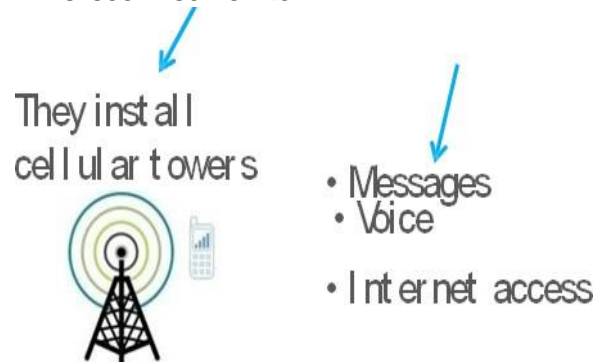 They install
cellular towers
• Messages
• Voice
• Internet access